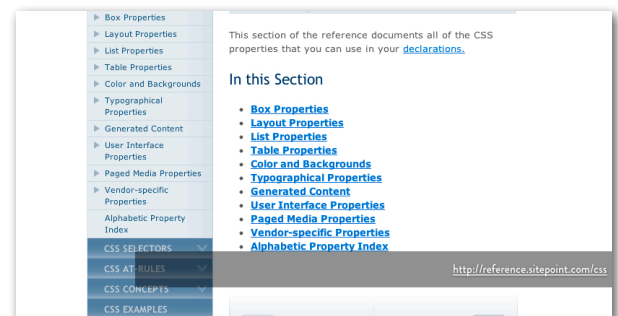 Box Properties
Layout Properties
List Properties
Table Properties
Color and Backgrounds
Typographical
Properties
Generated Content
User Interface
Properties
Paged Media Properties
Vendor-specific
Properties
Alphabetic Property
Index
CSS SELECTORS
CSS AT-RULES
CSS CONCEPTS
CSS EXAMPLES
This section of the reference documents all of the CSS
properties that you can use in your declarations.
In this Section
Box Properties
Layout Properties
List Properties
Table Properties
Color and Backgrounds
Typographical Properties
Generated Content
User Interface Properties
Paged Media Properties
Vendor-specific Properties
Alphabetic Property Index
http://reference.sitepoint.com/css